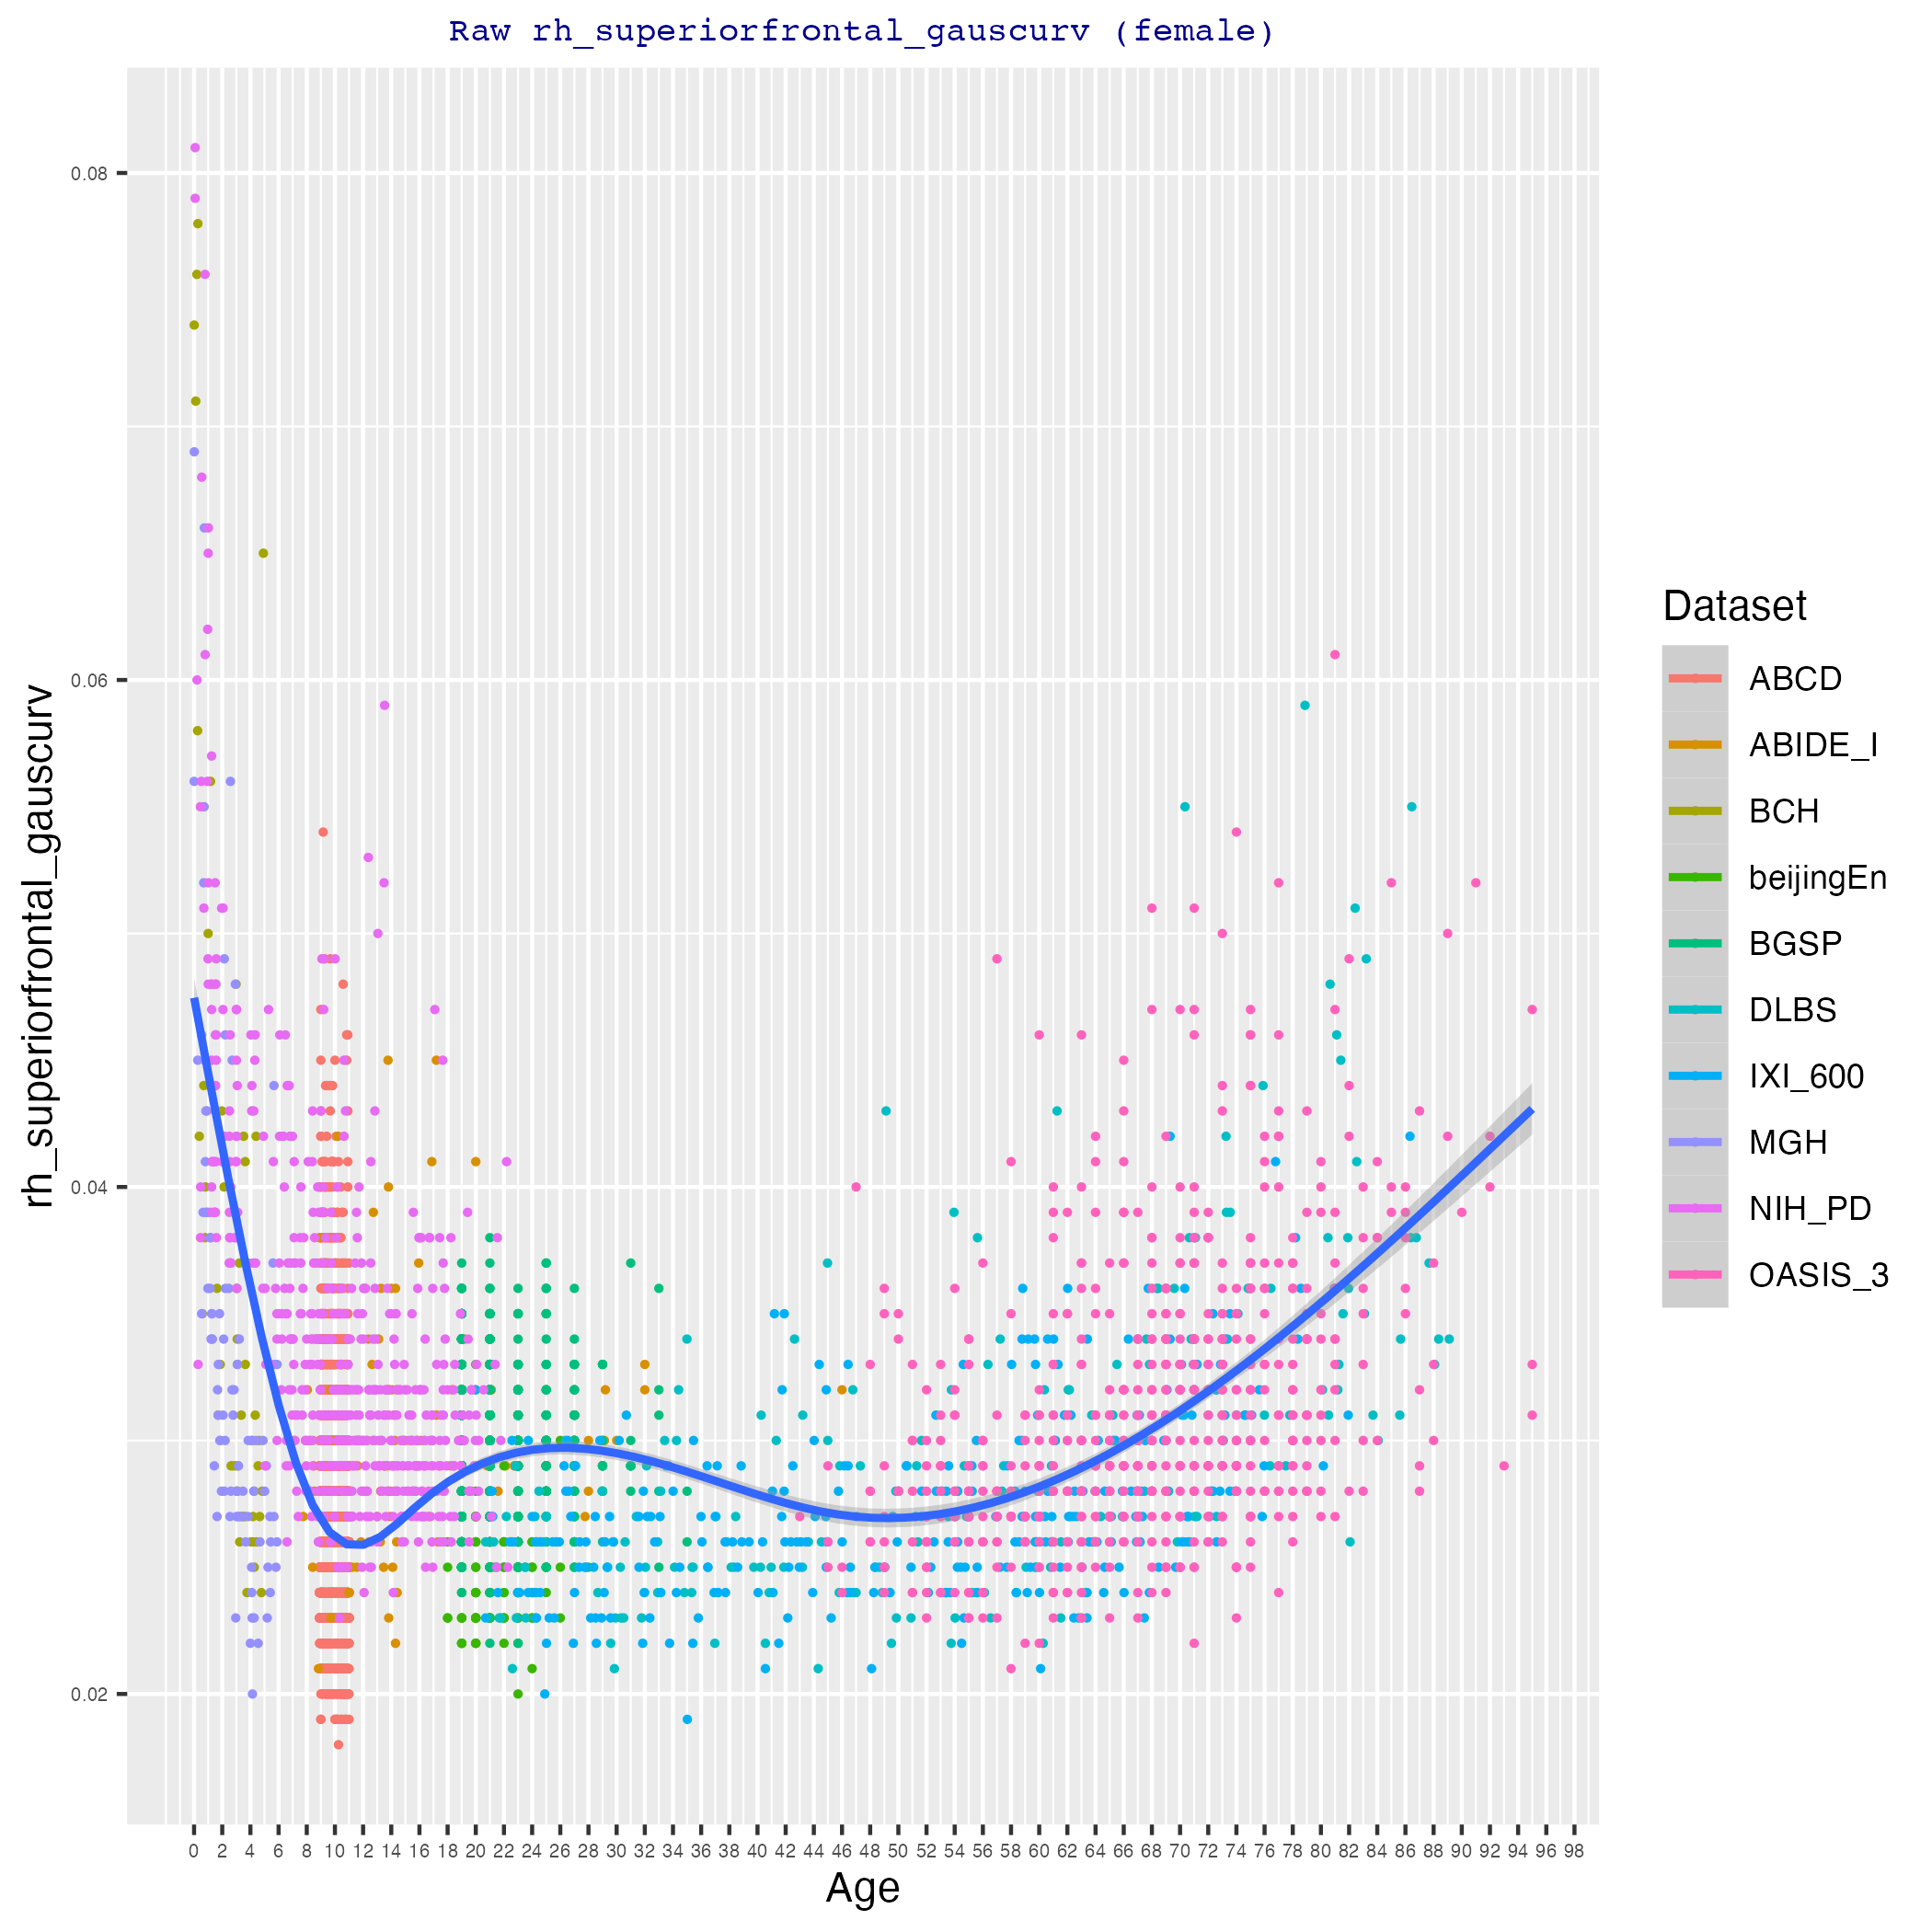 Raw rh_superiorfrontal_gauscurv (female)
rh_superiorfrontal_gauscurv
0.08
0.06
0.04
0.02
0 2 4 6 8 10 12 14 16 18 20 22 24 26 28 30 32 34 36 38 40 42 44 46 48 50 52 54 56 58 60 62 64 66 68 70 72 74 76 78 80 82 84 86 88 90 92 94 96 98
Age
Dataset
ABCD
ABIDE_I
BCH
beijingEn
BGSP
DLBS
IXI_600
MGH
NIH_PD
OASIS_3